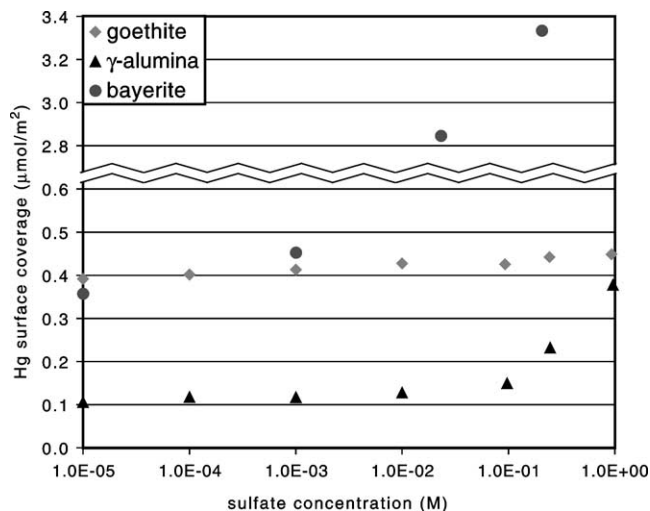 3.4
3.2
3.0
2.8
0.6
0.5
0.4
0.3
0.2
0.1
0.0
Hg surface coverage (μmol/m²)
goethite
γ-alumina
bayerite
1.0E-05 1.0E-04 1.0E-03 1.0E-02 1.0E-01 1.0E+00
sulfate concentration (M)